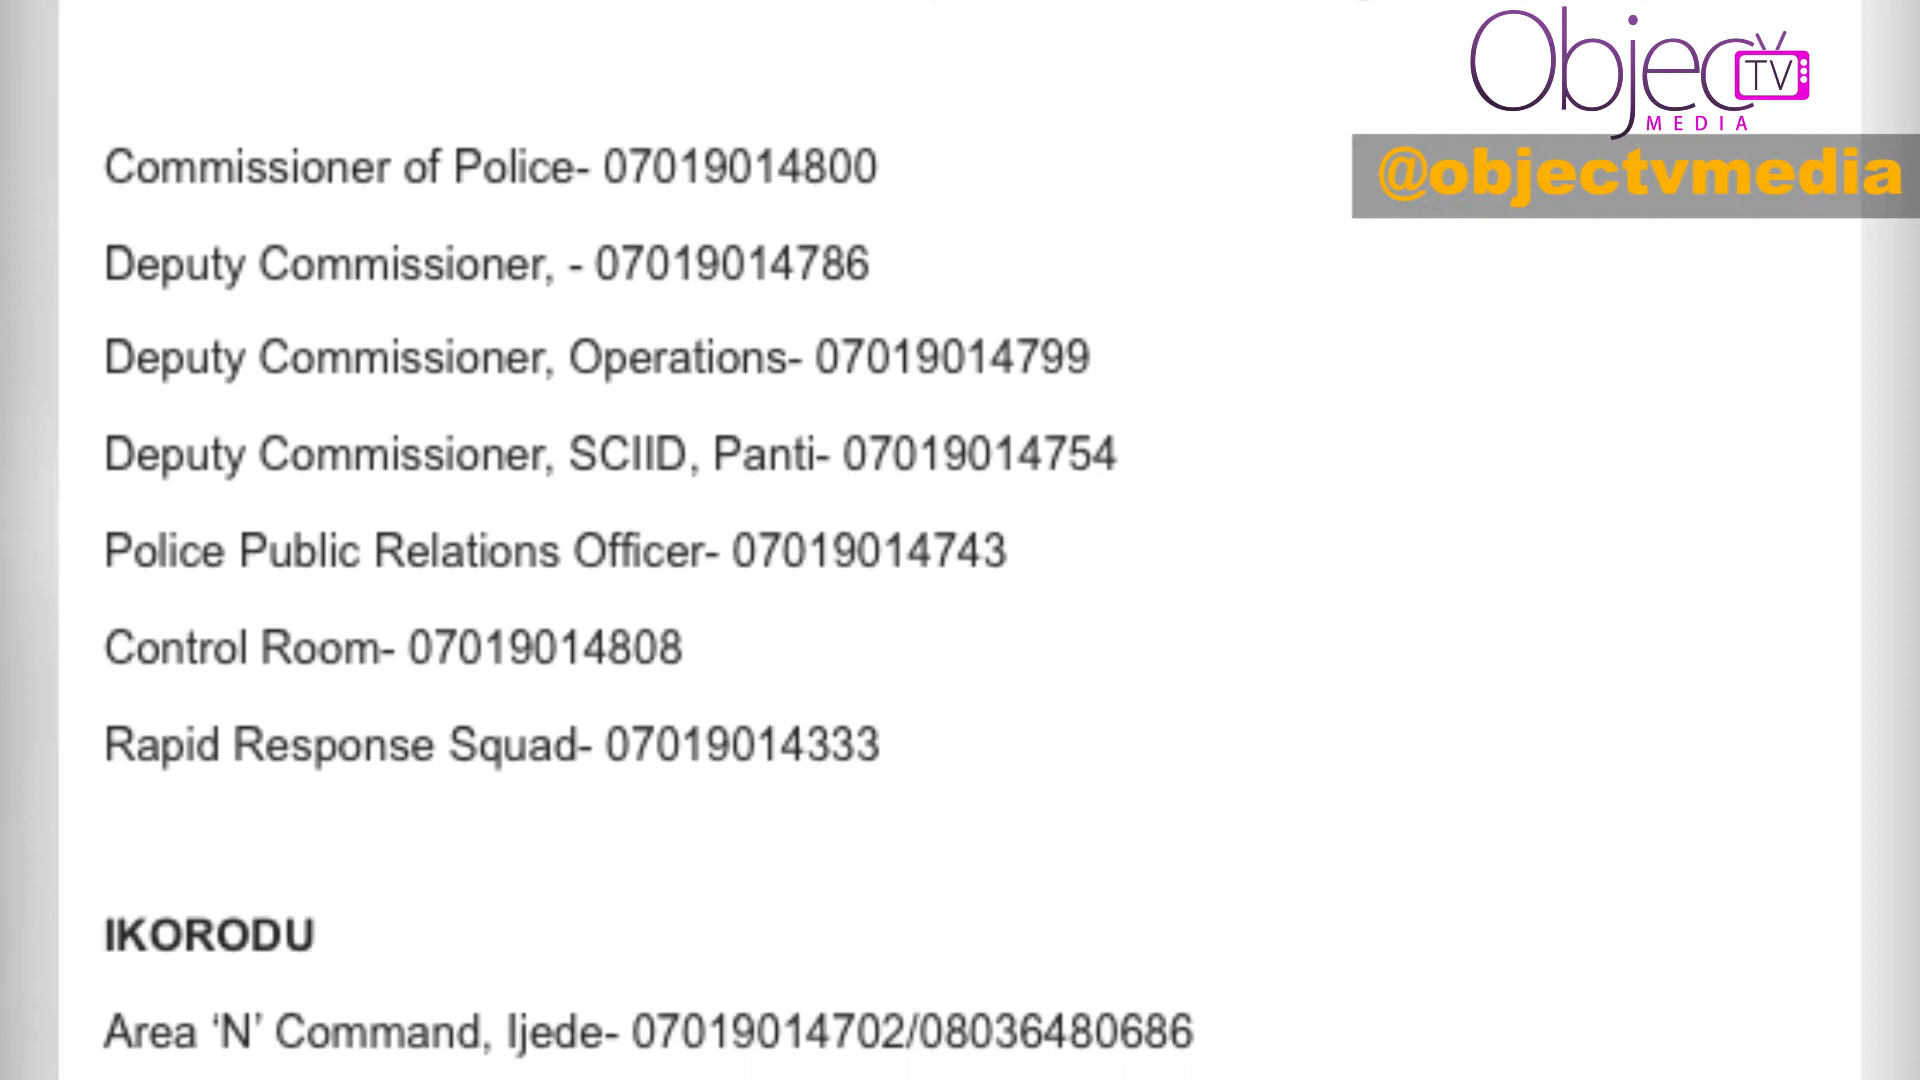 ObjecTV
MEDIA
@objectvmedia
Commissioner of Police- 07019014800
Deputy Commissioner, - 07019014786
Deputy Commissioner, Operations- 07019014799
Deputy Commissioner, SCIID, Panti- 07019014754
Police Public Relations Officer- 07019014743
Control Room- 07019014808
Rapid Response Squad- 07019014333
IKORODU
Area ‘N’ Command, Ijede- 07019014702/08036480686